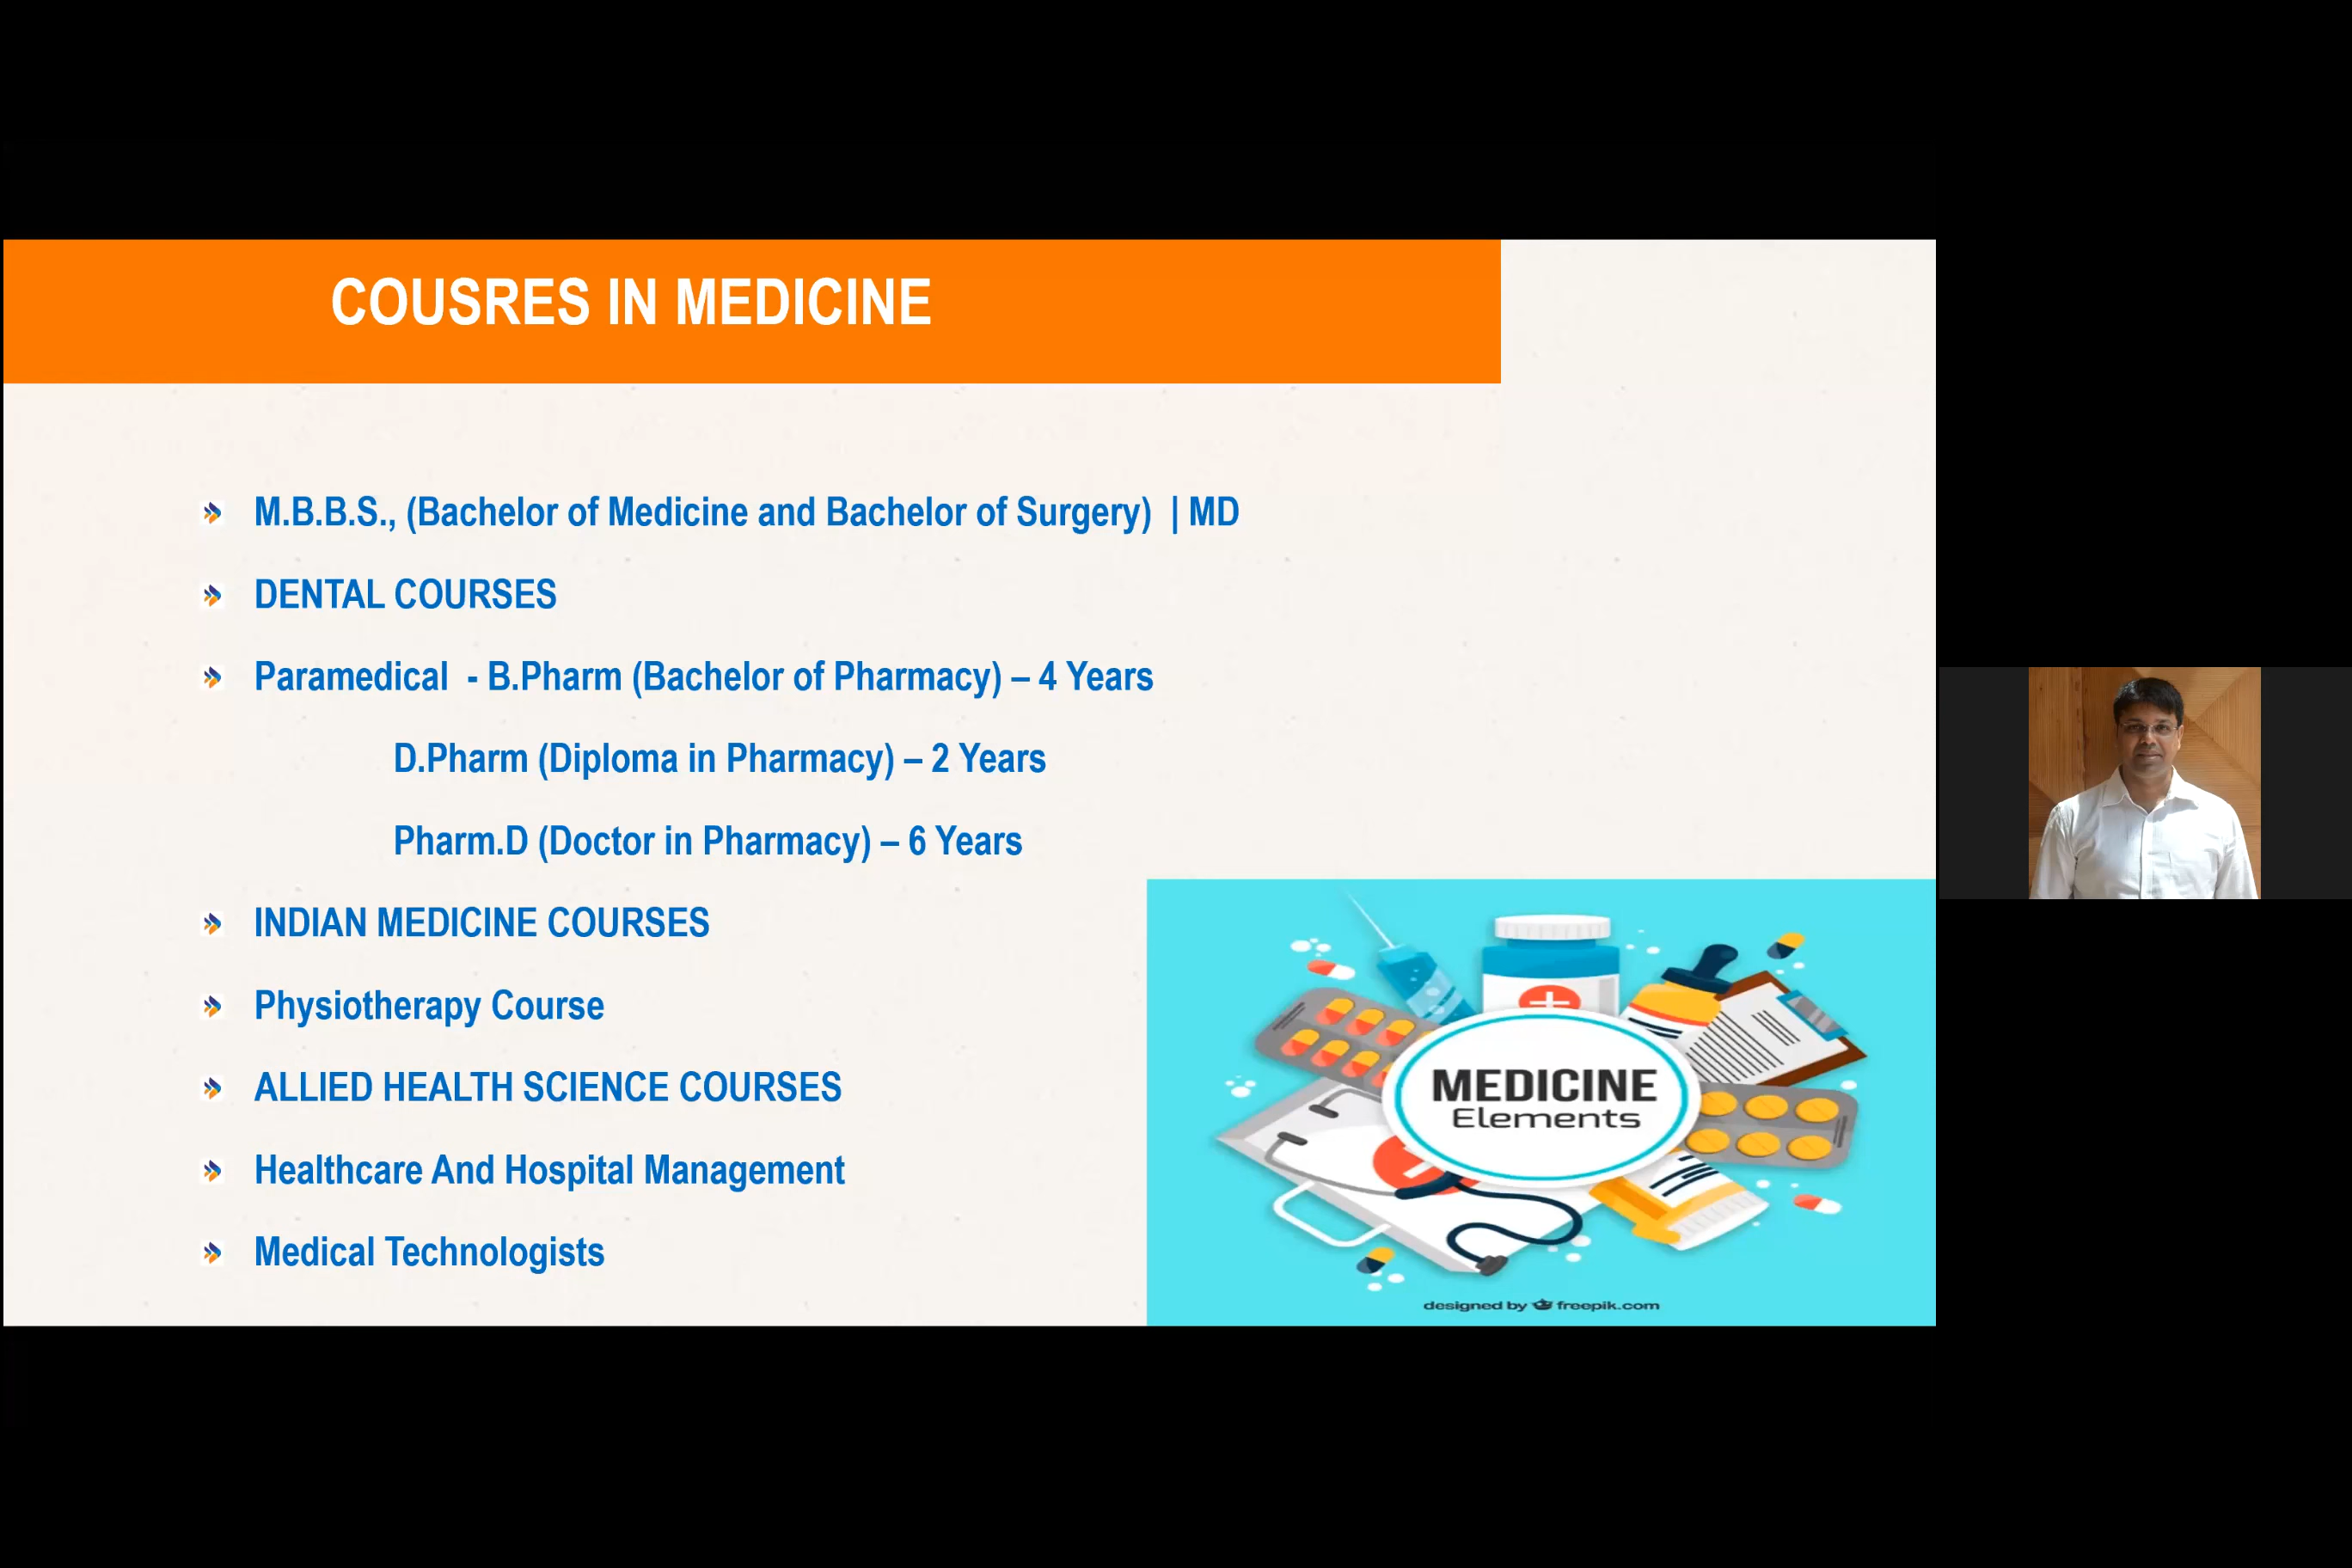 COUSRES IN MEDICINE
M.B.B.S., (Bachelor of Medicine and Bachelor of Surgery) | MD
DENTAL COURSES
Paramedical - B.Pharm (Bachelor of Pharmacy) – 4 Years
D.Pharm (Diploma in Pharmacy) – 2 Years
Pharm.D (Doctor in Pharmacy) – 6 Years
INDIAN MEDICINE COURSES
Physiotherapy Course
ALLIED HEALTH SCIENCE COURSES
Healthcare And Hospital Management
Medical Technologists
MEDICINE
Elements
designed by freepik.com